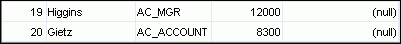 19 Higgins AC_MGR 12000 (null)
20 Gietz AC_ACCOUNT 8300 (null)